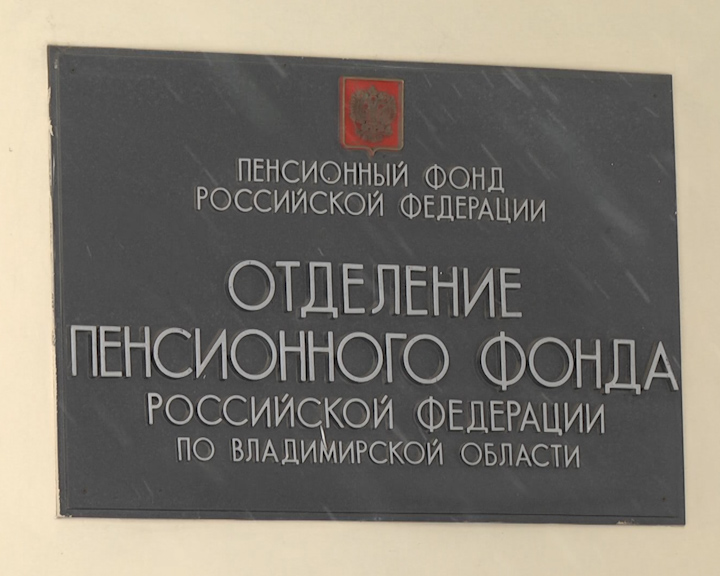 ПЕНСИОННЫЙ ФОНД
РОССИЙСКОЙ ФЕДЕРАЦИИ
ОТДЕЛЕНИЕ
ПЕНСИОННОГО ФОНДА
РОССИЙСКОЙ ФЕДЕРАЦИИ
ПО ВЛАДИМИРСКОЙ ОБЛАСТИ